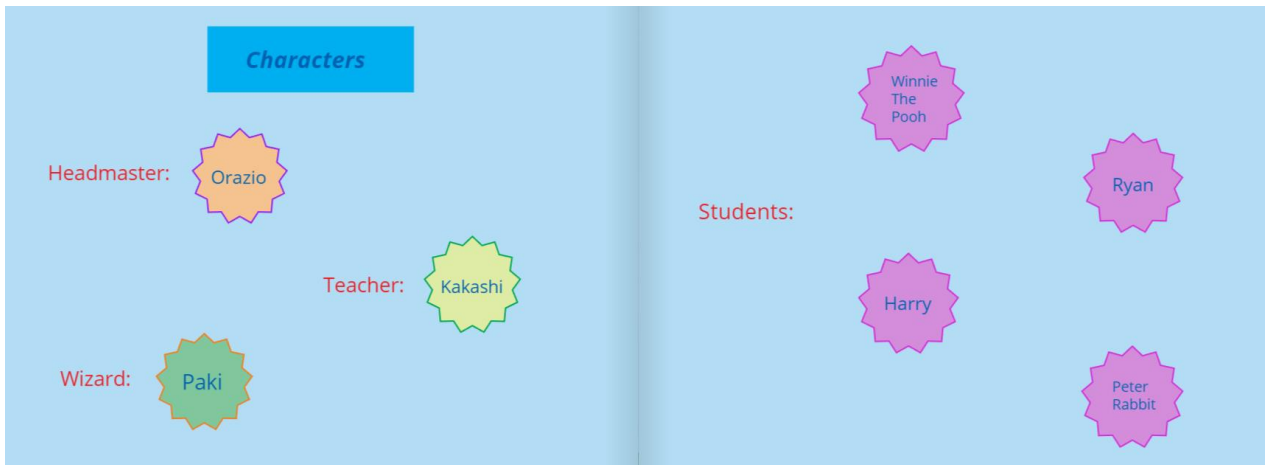 Characters
Headmaster: Orazio
Teacher: Kakashi
Wizard: Paki
Students:
Winnie
The
Pooh
Ryan
Harry
Peter
Rabbit